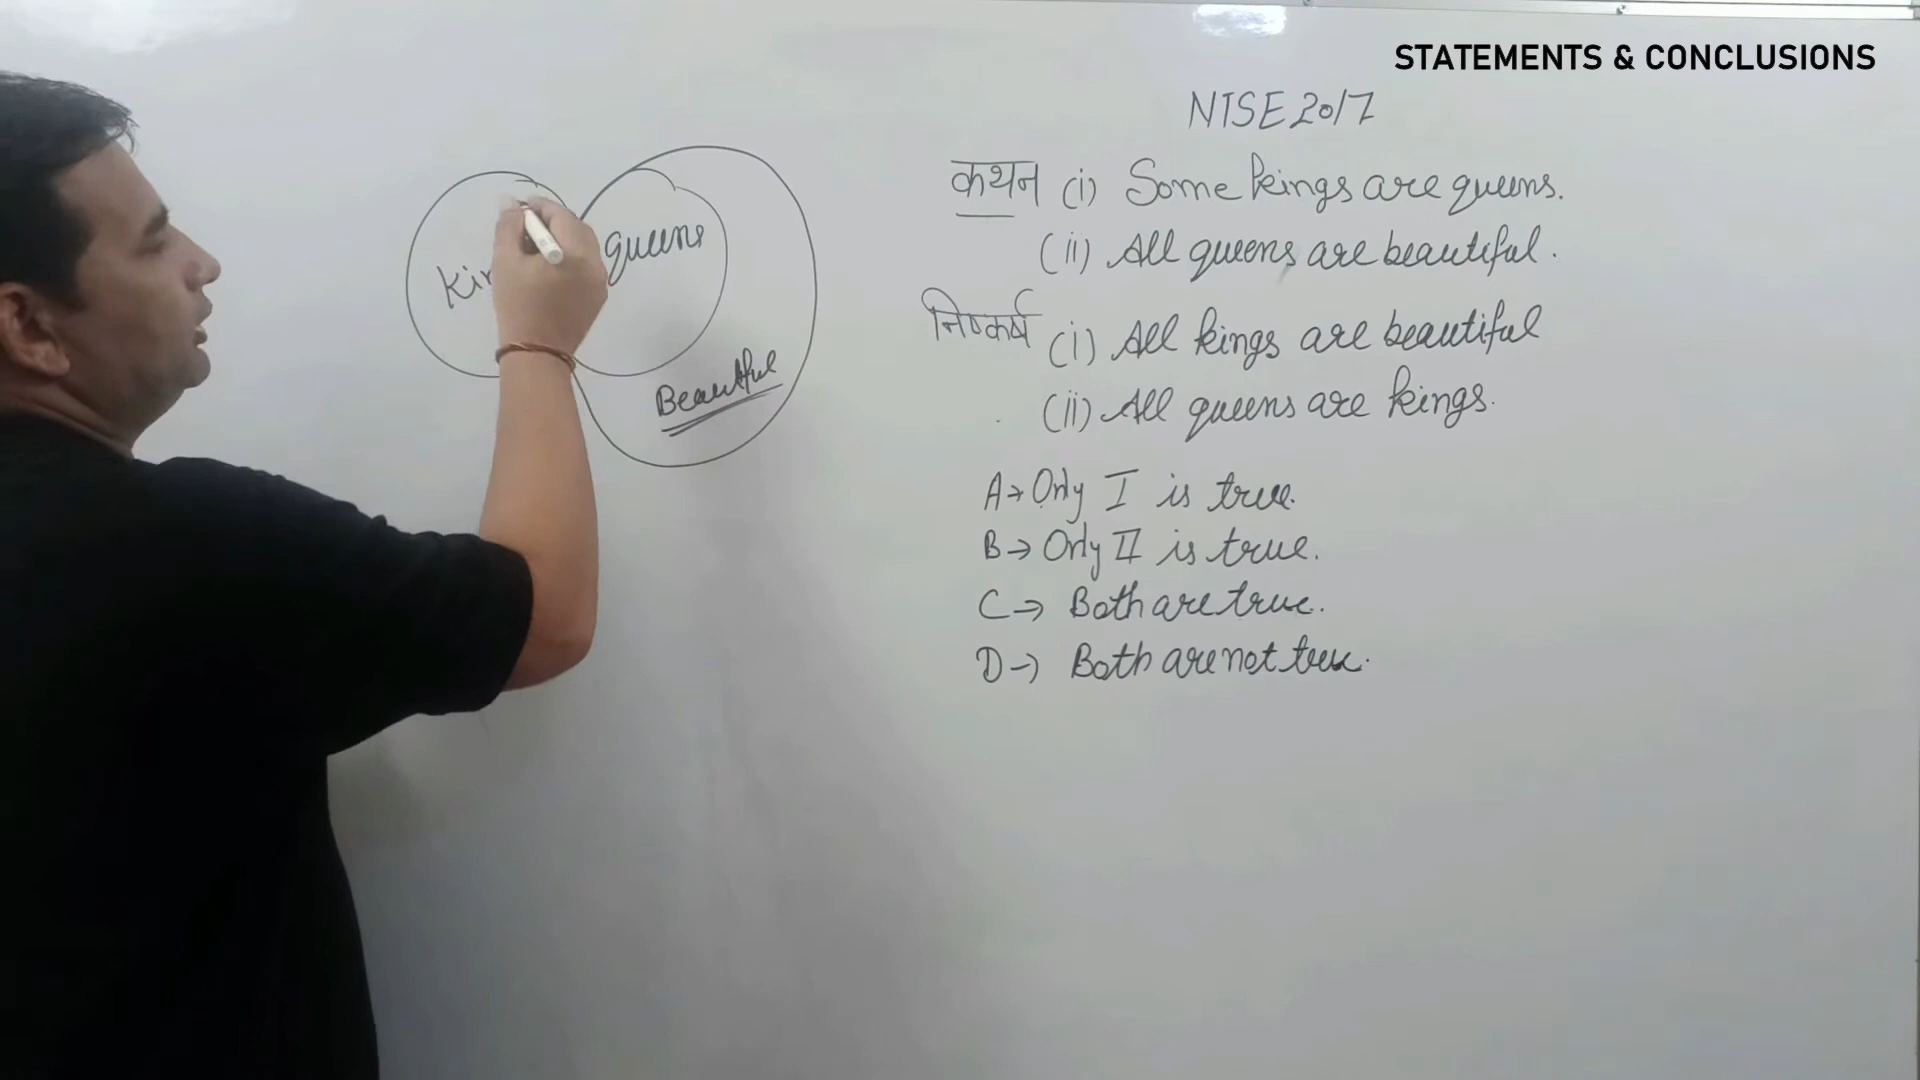 STATEMENTS & CONCLUSIONS
NTSE 2017
कथन (i) Some kings are queens.
(ii) All queens are beautiful.
निष्कर्ष (i) All kings are beautiful
(ii) All queens are kings.
A → Only I is true.
B → Only II is true.
C → Both are true.
D → Both are not true.
queens
Beautiful